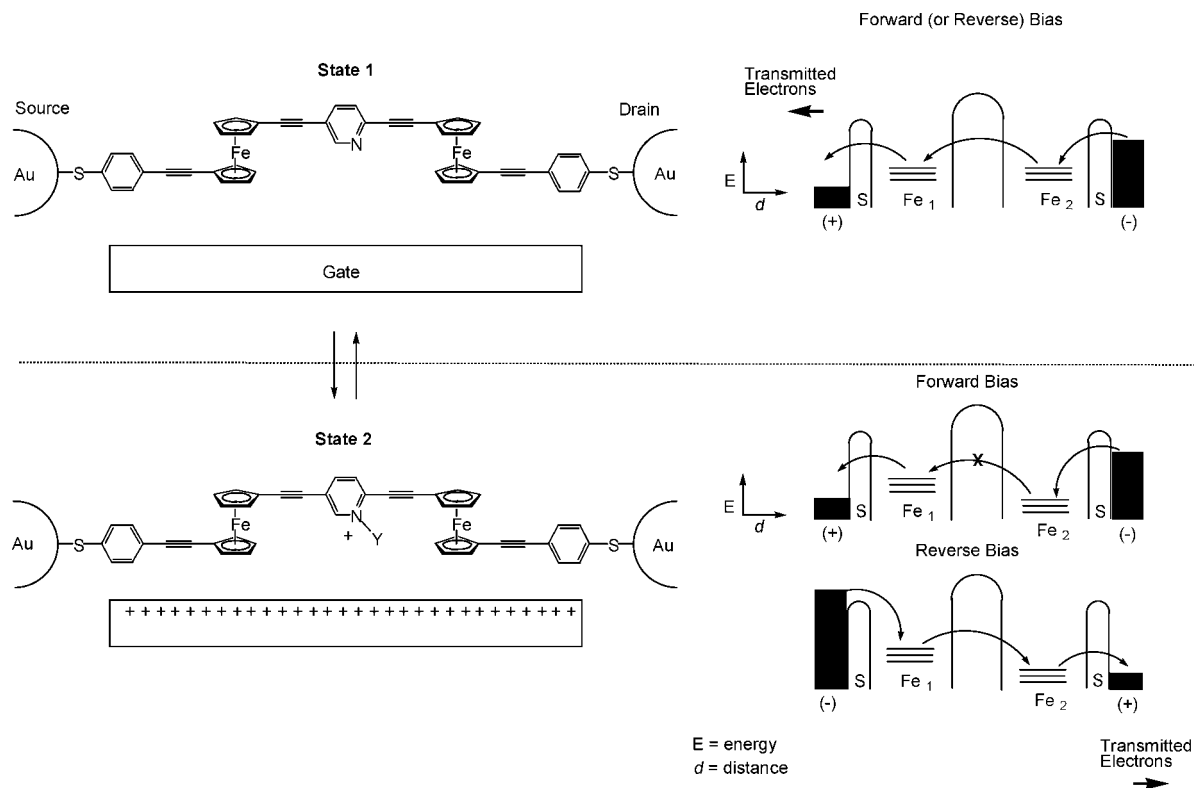 Forward (or Reverse) Bias
State 1
Transmitted
Electrons
Source
Drain
Fe
N
Fe
Au
S
S
Au
E
d
S
Fe 1
Fe 2
S
(+)
(-)
Gate
Forward Bias
State 2
Fe
N
Y
+
Fe
Au
S
S
Au
E
d
S
Fe 1
X
Fe 2
S
(+)
(-)
Reverse Bias
+ + + + + + + + + + + + + + + + + + + + + + + + + + + + + +
S
Fe 1
Fe 2
S
(-)
(+)
E = energy
d = distance
Transmitted
Electrons